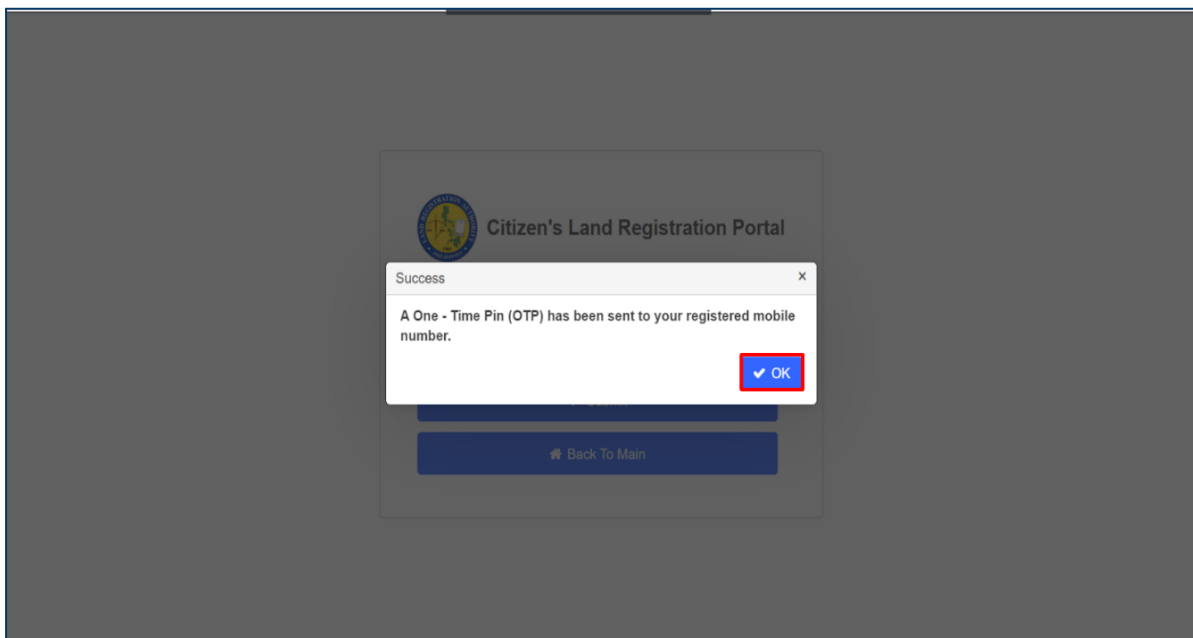 Citizen's Land Registration Portal
Success x
A One - Time Pin (OTP) has been sent to your registered mobile
number.
OK
Back To Main